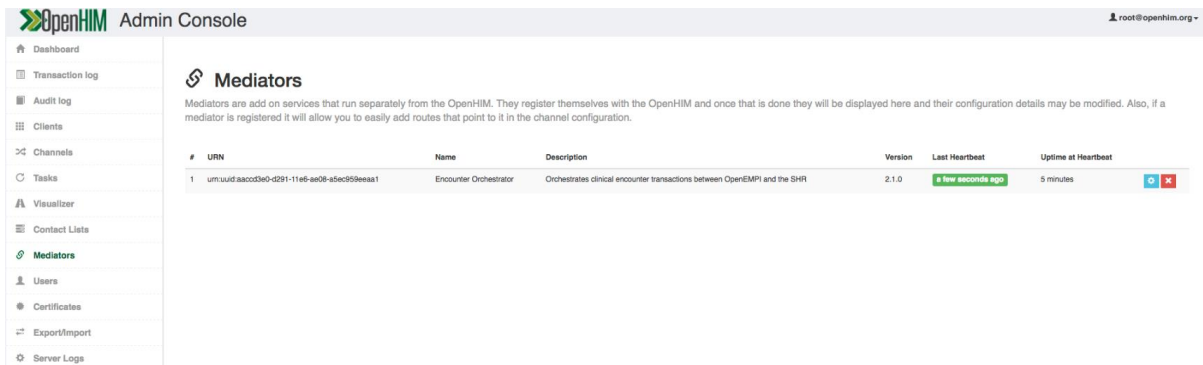 OpenHIM Admin Console
root@openhim.org
Dashboard
Transaction log
Audit log
Clients
Channels
Tasks
Visualizer
Contact Lists
Mediators
Users
Certificates
Export/Import
Server Logs
Mediators
Mediators are add on services that run separately from the OpenHIM. They register themselves with the OpenHIM and once that is done they will be displayed here and their configuration details may be modified. Also, if a
mediator is registered it will allow you to easily add routes that point to it in the channel configuration.
# URN Name Description Version Last Heartbeat Uptime at Heartbeat
1 urn:uuid:aaccd3e0-d291-11e6-ae08-a5ec959eeaa1 Encounter Orchestrator Orchestrates clinical encounter transactions between OpenEMPI and the SHR 2.1.0 a few seconds ago 5 minutes